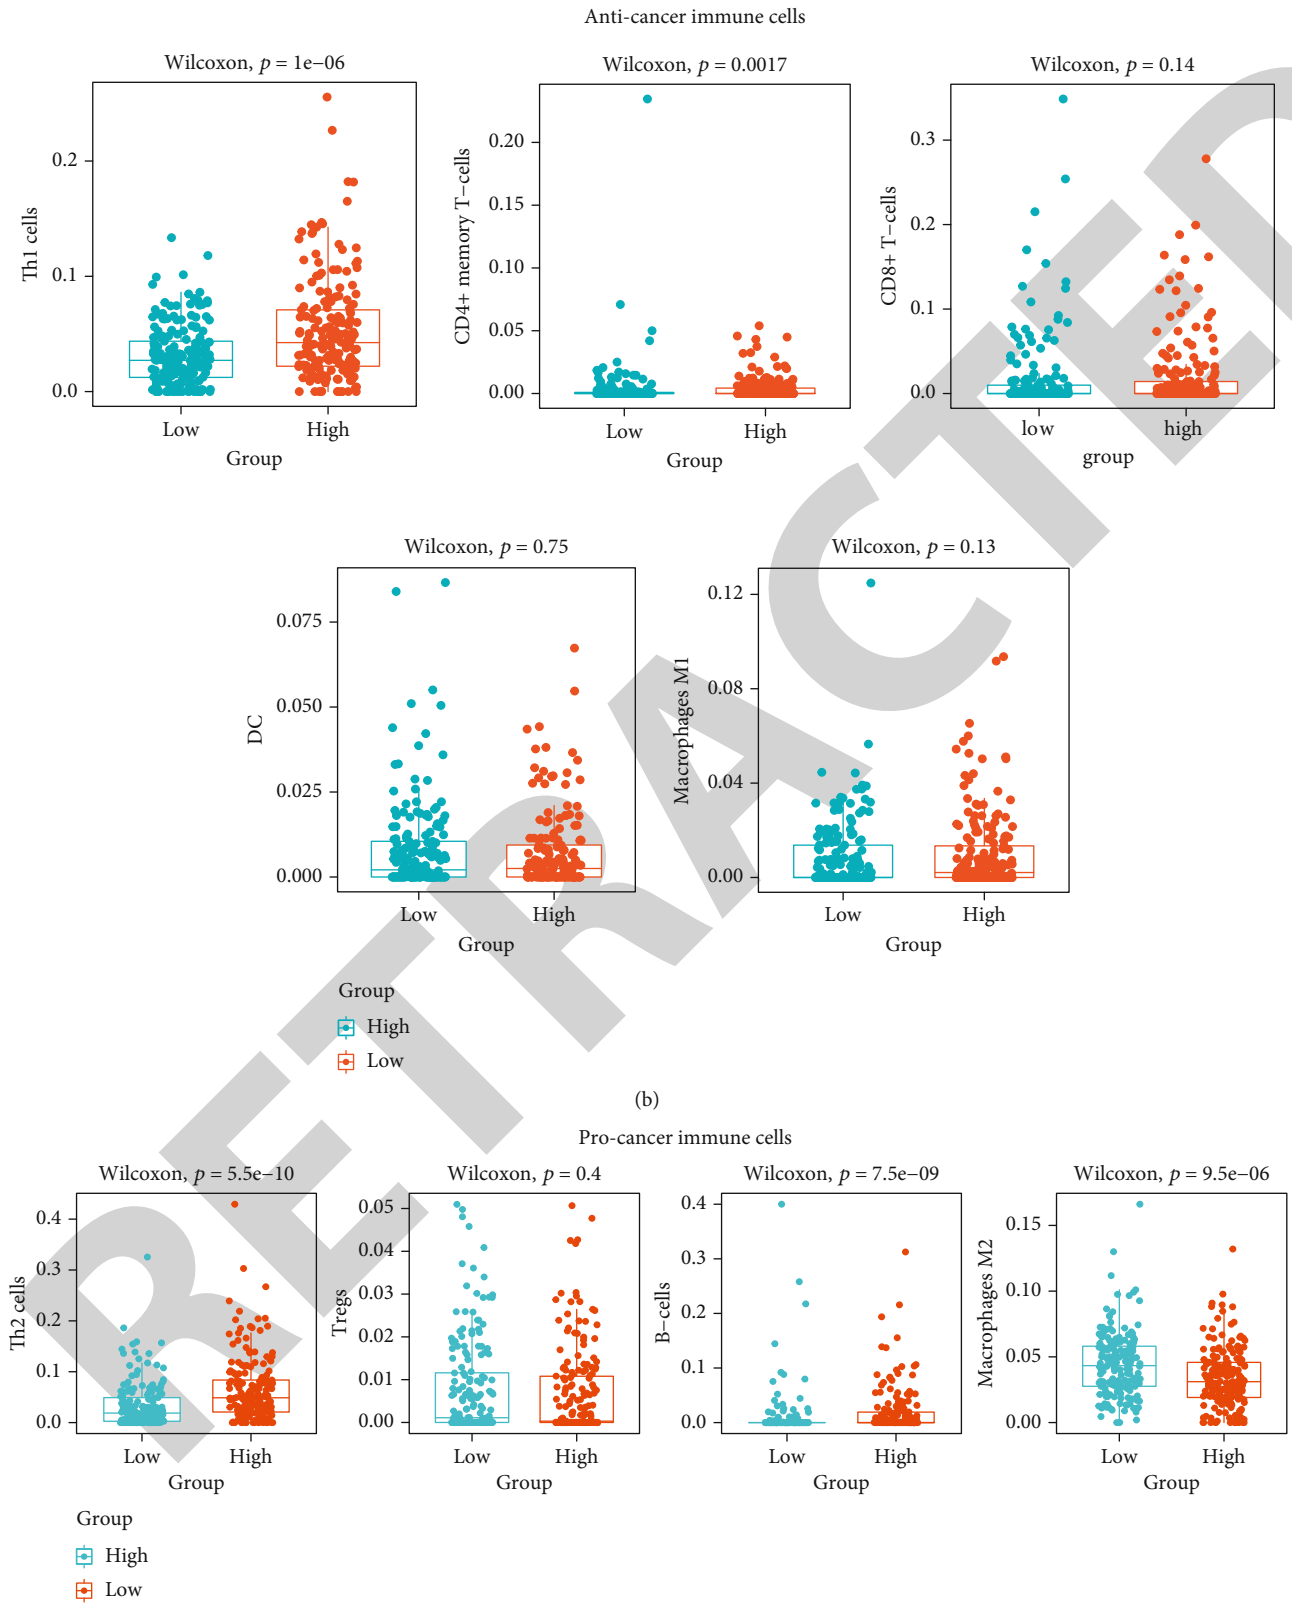 Anti-cancer immune cells
Wilcoxon, p = 1e−06
Wilcoxon, p = 0.0017
Wilcoxon, p = 0.14
Th1 cells
0.2
0.1
0.0
Low High
Group
CD4+ memory T−cells
0.20
0.15
0.10
0.05
0.00
Low High
Group
CD8+ T−cells
0.3
0.2
0.1
0.0
low high
group
Wilcoxon, p = 0.75
Wilcoxon, p = 0.13
DC
0.075
0.050
0.025
0.000
Low High
Group
Macrophages M1
0.12
0.08
0.04
0.00
Low High
Group
Group
High
Low
(b)
Pro-cancer immune cells
Wilcoxon, p = 5.5e−10
Wilcoxon, p = 0.4
Wilcoxon, p = 7.5e−09
Wilcoxon, p = 9.5e−06
Th2 cells
0.4
0.3
0.2
0.1
0.0
Low High
Group
Tregs
0.05
0.04
0.03
0.02
0.01
0.00
Low High
Group
B−cells
0.4
0.3
0.2
0.1
0.0
Low High
Group
Macrophages M2
0.15
0.10
0.05
0.00
Low High
Group
Group
High
Low
RETRACTED